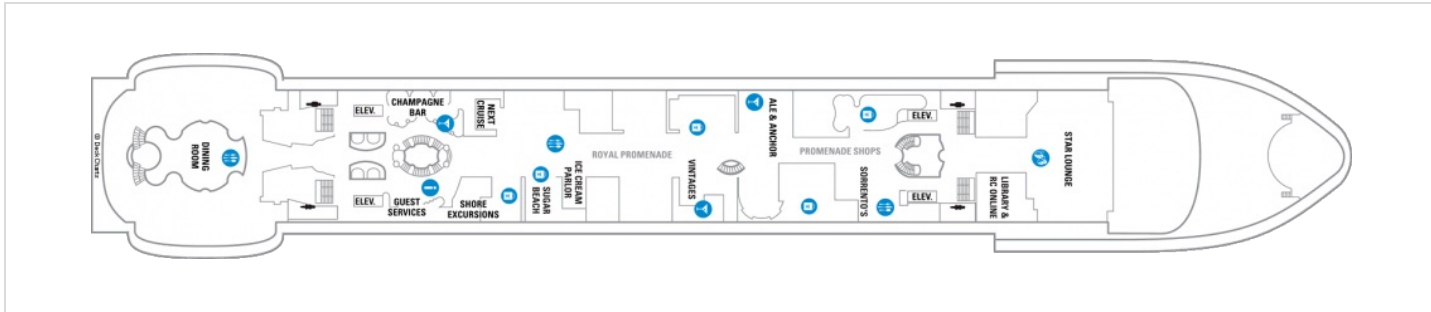 © Deck Chartz
DINING
ROOM
ELEV.
ELEV.
CHAMPAGNE
BAR
GUEST
SERVICES
NEXT
CRUISE
SHORE
EXCURSIONS
SUGAR
BEACH
ICE CREAM
PARLOR
ROYAL PROMENADE
VINTAGES
ALE & ANCHOR
PROMENADE SHOPS
SORRENTO'S
ELEV.
ELEV.
LIBRARY &
RC ONLINE
STAR LOUNGE